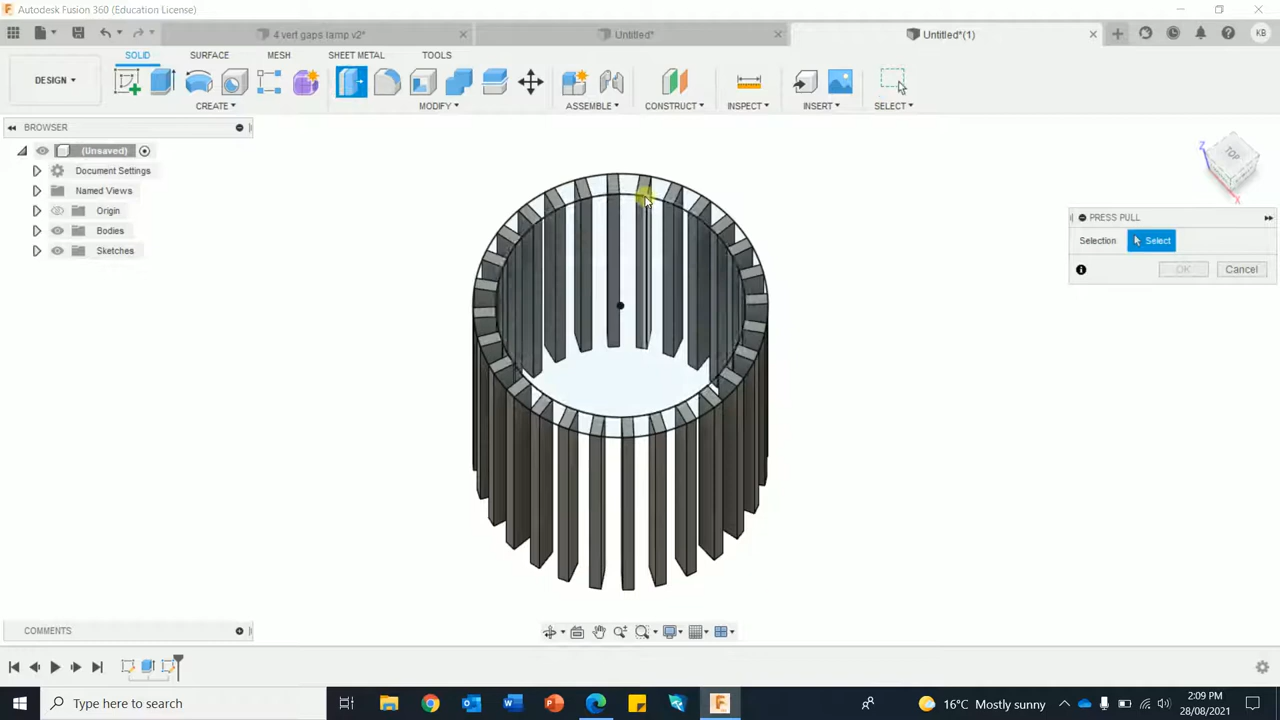 Autodesk Fusion 360 (Education License)
4 vert gaps lamp v2*
Untitled*
Untitled*(1)
KB
SOLID
SURFACE
MESH
SHEET METAL
TOOLS
DESIGN
CREATE
MODIFY
ASSEMBLE
CONSTRUCT
INSPECT
INSERT
SELECT
BROWSER
(Unsaved)
Document Settings
Named Views
Origin
Bodies
Sketches
TOP
Z
X
PRESS PULL
Selection
Select
OK
Cancel
COMMENTS
Type here to search
16°C Mostly sunny
2:09 PM
28/08/2021